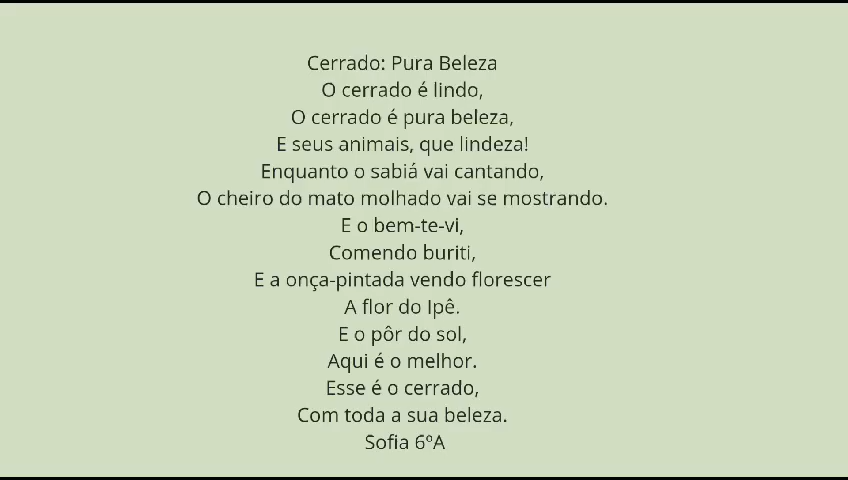 Cerrado: Pura Beleza
O cerrado é lindo,
O cerrado é pura beleza,
E seus animais, que lindeza!
Enquanto o sabiá vai cantando,
O cheiro do mato molhado vai se mostrando.
E o bem-te-vi,
Comendo buriti,
E a onça-pintada vendo florescer
A flor do Ipê.
E o pôr do sol,
Aqui é o melhor.
Esse é o cerrado,
Com toda a sua beleza.
Sofia 6ºA